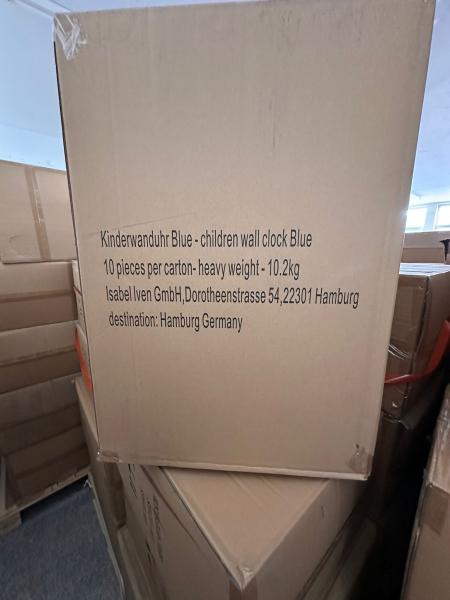 Kinderwanduhr Blue - children wall clock Blue
10 pieces per carton- heavy weight - 10.2kg
Isabel Iven GmbH,Dorotheenstrasse 54,22301 Hamburg
destination: Hamburg Germany